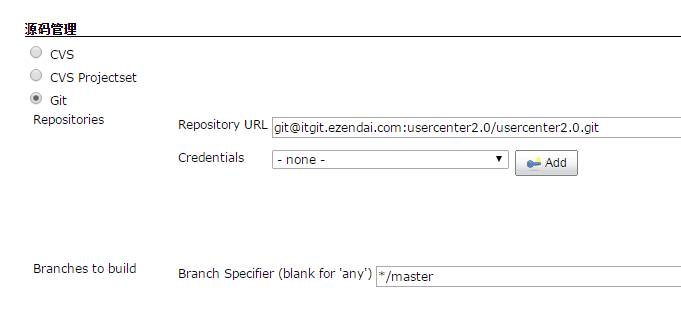 源码管理
CVS
CVS Projectset
Git
Repositories
Repository URL git@itgit.ezendai.com:usercenter2.0/usercenter2.0.git
Credentials - none - Add
Branches to build
Branch Specifier (blank for 'any') */master